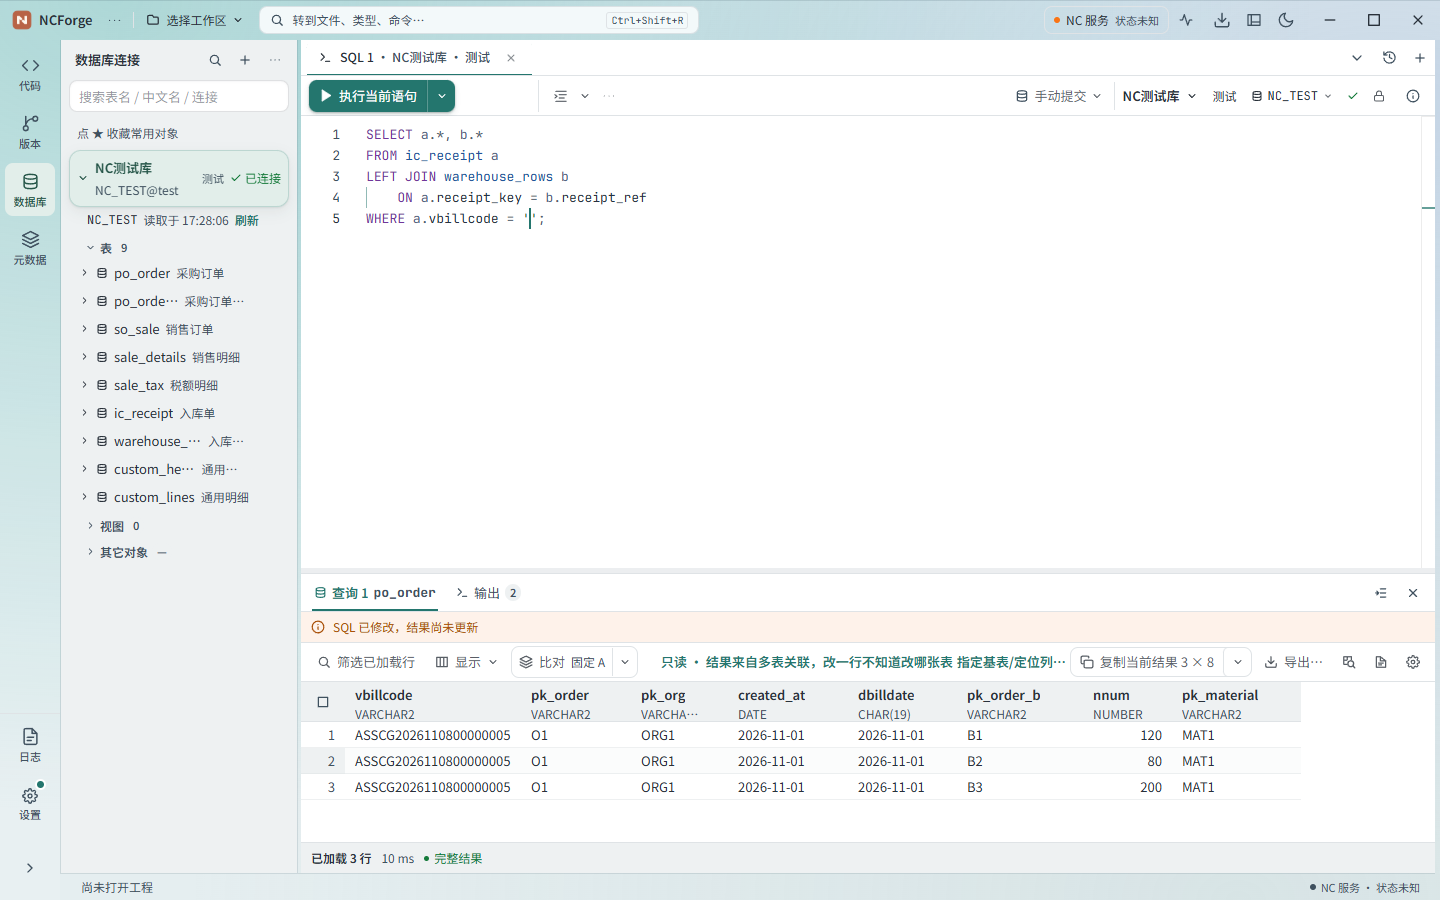 NCForge ··· 选择工作区 转到文件、类型、命令··· Ctrl+Shift+R NC 服务 状态未知
代码
版本
数据库
元数据
日志
设置
数据库连接 ···
搜索表名 / 中文名 / 连接
点 ★ 收藏常用对象
NC测试库
NC_TEST@test
测试 ✓ 已连接
NC_TEST 读取于 17:28:06 刷新
表 9
po_order 采购订单
po_orde··· 采购订单···
so_sale 销售订单
sale_details 销售明细
sale_tax 税额明细
ic_receipt 入库单
warehouse_··· 入库···
custom_he··· 通用···
custom_lines 通用明细
视图 0
其它对象 —
SQL 1 • NC测试库 • 测试
执行当前语句 ··· 手动提交 NC测试库 测试 NC_TEST
1 SELECT a.*, b.*
2 FROM ic_receipt a
3 LEFT JOIN warehouse_rows b
4 ON a.receipt_key = b.receipt_ref
5 WHERE a.vbillcode = '';
查询 1 po_order 输出 2
SQL 已修改，结果尚未更新
筛选已加载行 显示 比对 固定 A 只读 • 结果来自多表关联，改一行不知道改哪张表 指定基表/定位列··· 复制当前结果 3 × 8 导出···
vbillcode pk_order pk_org created_at dbilldate pk_order_b nnum pk_material
VARCHAR2 VARCHAR2 VARCHA··· DATE CHAR(19) VARCHAR2 NUMBER VARCHAR2
1 ASSCG2026110800000005 O1 ORG1 2026-11-01 2026-11-01 B1 120 MAT1
2 ASSCG2026110800000005 O1 ORG1 2026-11-01 2026-11-01 B2 80 MAT1
3 ASSCG2026110800000005 O1 ORG1 2026-11-01 2026-11-01 B3 200 MAT1
已加载 3 行 10 ms • 完整结果
尚未打开工程 NC 服务 • 状态未知